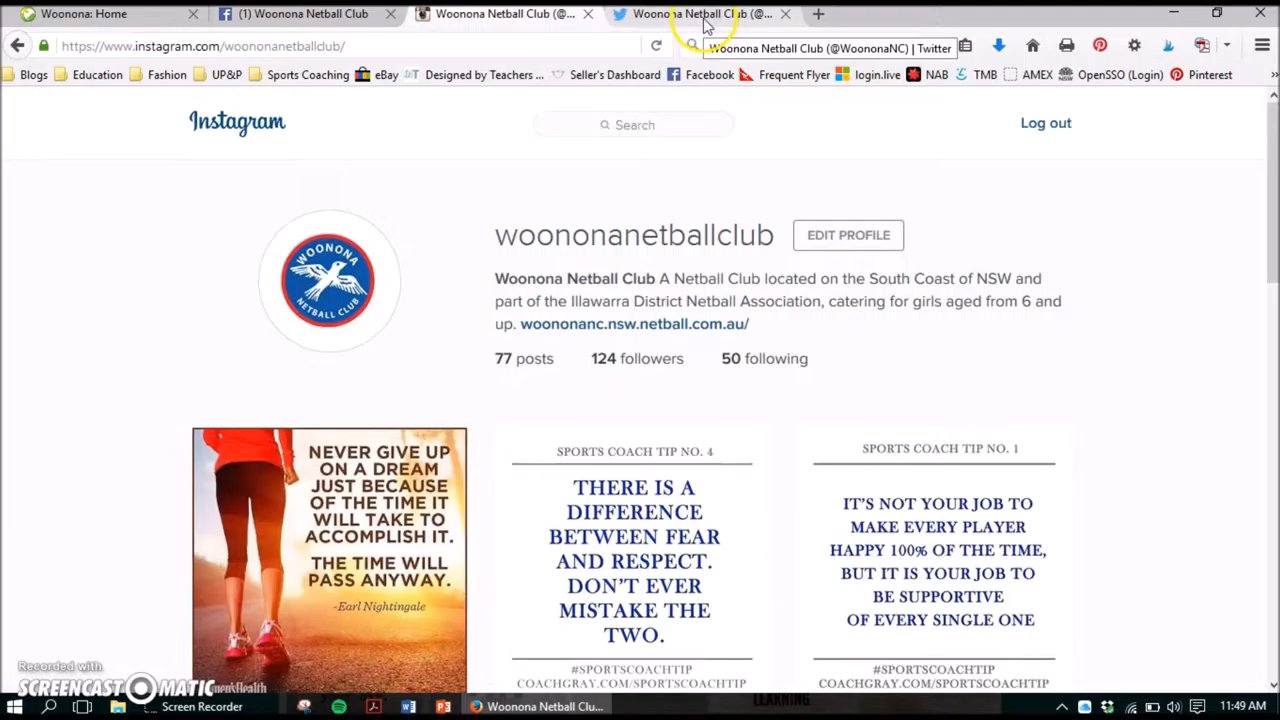 Woonona: Home
(1) Woonona Netball Club
Woonona Netball Club (@...
Woonona Netball Club (@...
https://www.instagram.com/woononanetballclub/
Woonona Netball Club (@WoononaNC) | Twitter
Blogs
Education
Fashion
UP&P
Sports Coaching
eBay
Designed by Teachers ...
Seller's Dashboard
Facebook
Frequent Flyer
login.live
NAB
TMB
AMEX
OpenSSO (Login)
Pinterest
Instagram
Search
Log out
WOONONA
NETBALL CLUB
woononanetballclub
EDIT PROFILE
Woonona Netball Club A Netball Club located on the South Coast of NSW and
part of the Illawarra District Netball Association, catering for girls aged from 6 and
up. woononanc.nsw.netball.com.au/
77 posts 124 followers 50 following
NEVER GIVE UP
ON A DREAM
JUST BECAUSE
OF THE TIME IT
WILL TAKE TO
ACCOMPLISH IT.
THE TIME WILL
PASS ANYWAY.
-Earl Nightingale
SPORTS COACH TIP NO. 4
THERE IS A
DIFFERENCE
BETWEEN FEAR
AND RESPECT.
DON'T EVER
MISTAKE THE
TWO.
#SPORTSCOACHTIP
COACHGRAY.COM/SPORTSCOACHTIP
SPORTS COACH TIP NO. 1
IT'S NOT YOUR JOB TO
MAKE EVERY PLAYER
HAPPY 100% OF THE TIME,
BUT IT IS YOUR JOB TO
BE SUPPORTIVE
OF EVERY SINGLE ONE
#SPORTSCOACHTIP
COACHGRAY.COM/SPORTSCOACHTIP
Recorded with
SCREENCAST MATIC
Men'sHealth
LEARNING
Screen Recorder
Woonona Netball Clu...
11:49 AM